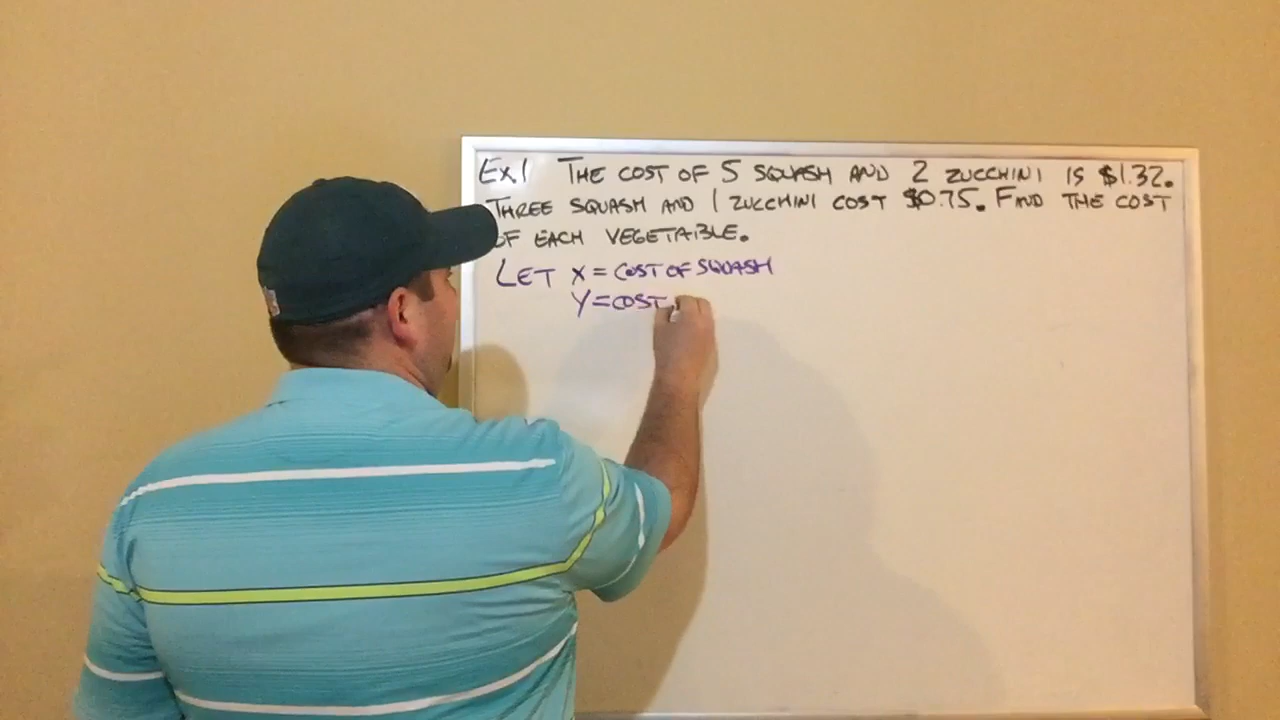 Ex.1 THE COST OF 5 SQUASH AND 2 ZUCCHINI IS $1.32.
THREE SQUASH AND 1 ZUCCHINI COST $0.75. FIND THE COST
OF EACH VEGETABLE.
LET X = COST OF SQUASH
Y = COST